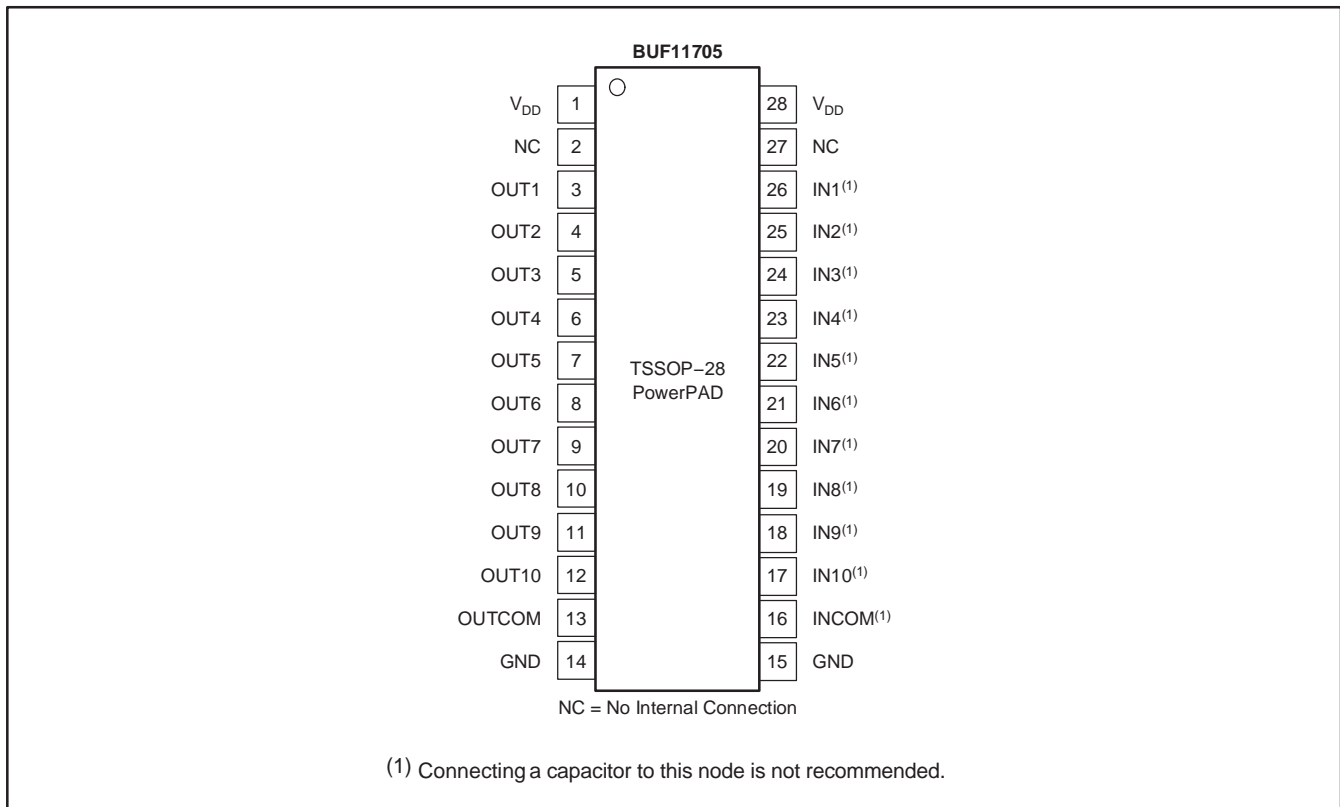 BUF11705
VDD 1 28 VDD
NC 2 27 NC
OUT1 3 26 IN1(1)
OUT2 4 25 IN2(1)
OUT3 5 24 IN3(1)
OUT4 6 23 IN4(1)
OUT5 7 22 IN5(1)
TSSOP−28
PowerPAD
OUT6 8 21 IN6(1)
OUT7 9 20 IN7(1)
OUT8 10 19 IN8(1)
OUT9 11 18 IN9(1)
OUT10 12 17 IN10(1)
OUTCOM 13 16 INCOM(1)
GND 14 15 GND
NC = No Internal Connection
(1) Connecting a capacitor to this node is not recommended.